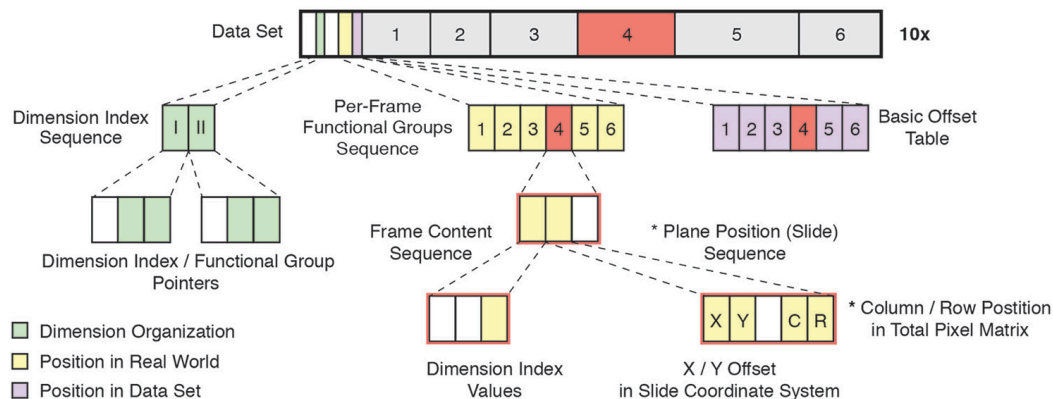 Data Set
1 2 3 4 5 6
10x
Dimension Index
Sequence
I II
Per-Frame
Functional Groups
Sequence
1 2 3 4 5 6
1 2 3 4 5 6
Basic Offset
Table
Dimension Index / Functional Group
Pointers
Frame Content
Sequence
* Plane Position (Slide)
Sequence
X Y C R
* Column / Row Postition
in Total Pixel Matrix
Dimension Index
Values
X / Y Offset
in Slide Coordinate System
Dimension Organization
Position in Real World
Position in Data Set